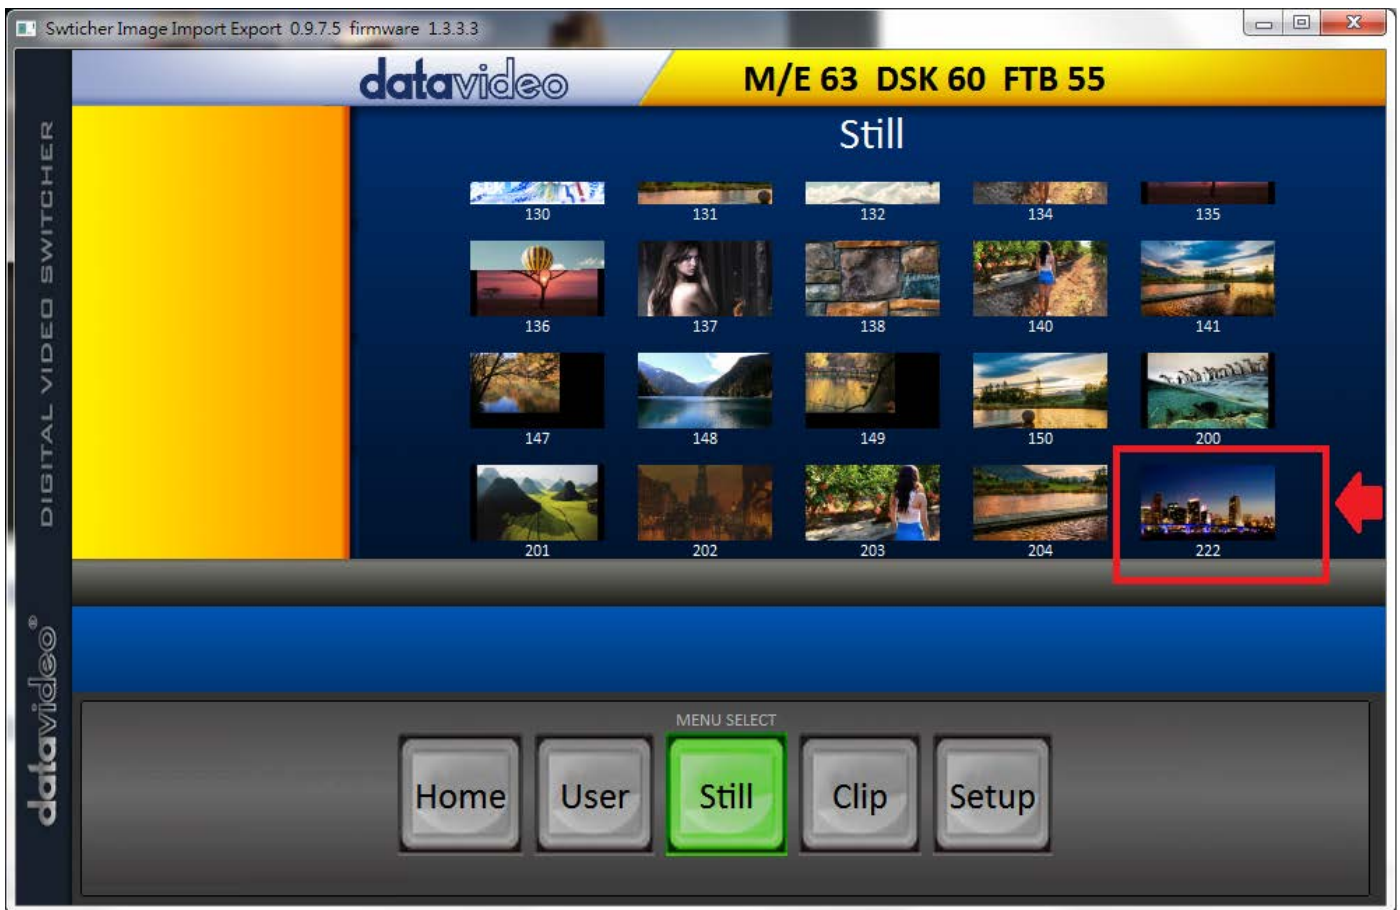 Swticher Image Import Export 0.9.7.5 firmware 1.3.3.3
datavideo
M/E 63 DSK 60 FTB 55
DIGITAL VIDEO SWITCHER
datavideo®
Still
130 131 132 134 135
136 137 138 140 141
147 148 149 150 200
201 202 203 204 222
MENU SELECT
Home User Still Clip Setup